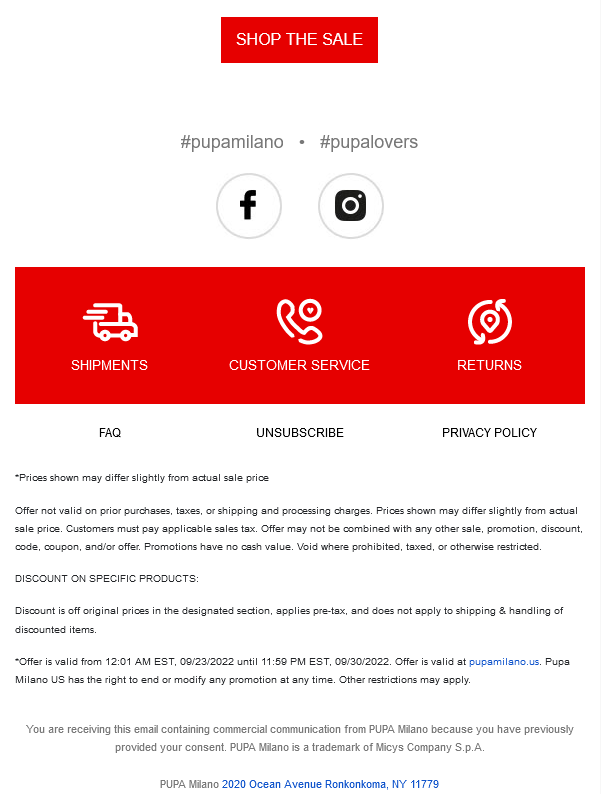 SHOP THE SALE
#pupamilano • #pupalovers
SHIPMENTS
CUSTOMER SERVICE
RETURNS
FAQ
UNSUBSCRIBE
PRIVACY POLICY
*Prices shown may differ slightly from actual sale price
Offer not valid on prior purchases, taxes, or shipping and processing charges. Prices shown may differ slightly from actual
sale price. Customers must pay applicable sales tax. Offer may not be combined with any other sale, promotion, discount,
code, coupon, and/or offer. Promotions have no cash value. Void where prohibited, taxed, or otherwise restricted.
DISCOUNT ON SPECIFIC PRODUCTS:
Discount is off original prices in the designated section, applies pre-tax, and does not apply to shipping & handling of
discounted items.
*Offer is valid from 12:01 AM EST, 09/23/2022 until 11:59 PM EST, 09/30/2022. Offer is valid at pupamilano.us. Pupa
Milano US has the right to end or modify any promotion at any time. Other restrictions may apply.
You are receiving this email containing commercial communication from PUPA Milano because you have previously
provided your consent. PUPA Milano is a trademark of Micys Company S.p.A.
PUPA Milano 2020 Ocean Avenue Ronkonkoma, NY 11779